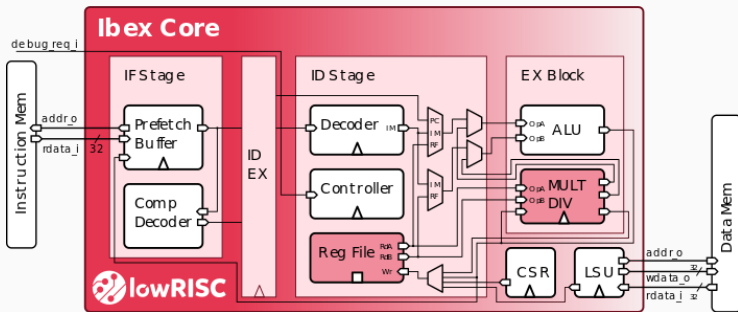 Ibex Core
debug_req_i
IF Stage
ID Stage
EX Block
Instruction Mem
addr_o
rdata_i
32
Prefetch
Buffer
Comp
Decoder
ID
EX
Decoder
IM
Controller
Reg File
RdA
RdB
Wr
PC
IM
RF
IM
RF
OpA
OpB
ALU
OpA
OpB
MULT
DIV
CSR
LSU
addr_o
32
wdata_o
rdata_i
32
Data Mem
lowRISC